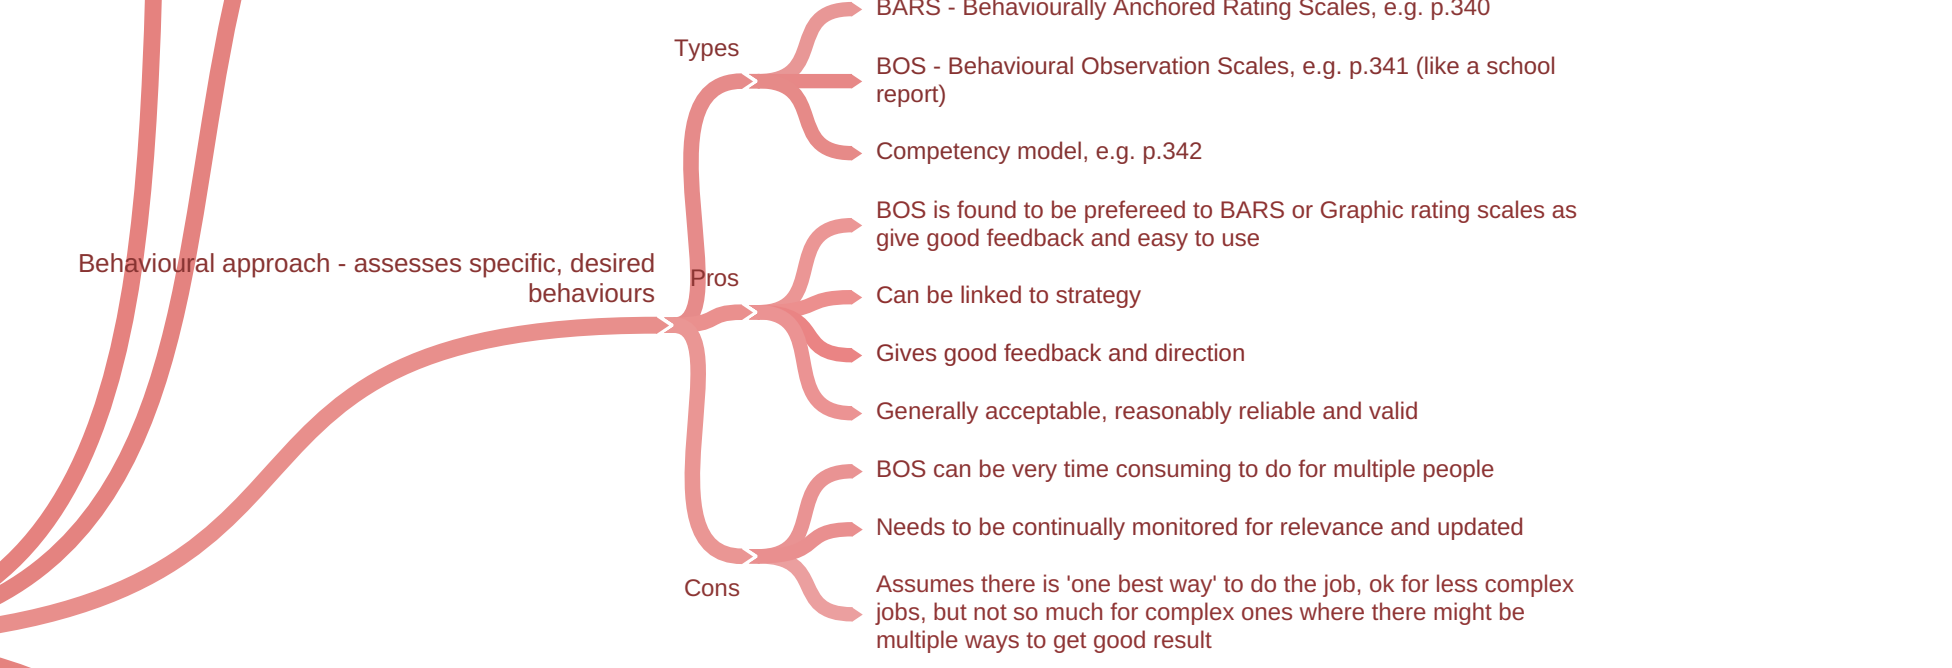 BARS - Behaviourally Anchored Rating Scales, e.g. p.340
Types
BOS - Behavioural Observation Scales, e.g. p.341 (like a school
report)
Competency model, e.g. p.342
BOS is found to be prefereed to BARS or Graphic rating scales as
give good feedback and easy to use
Behavioural approach - assesses specific, desired
behaviours
Pros
Can be linked to strategy
Gives good feedback and direction
Generally acceptable, reasonably reliable and valid
BOS can be very time consuming to do for multiple people
Needs to be continually monitored for relevance and updated
Cons
Assumes there is 'one best way' to do the job, ok for less complex
jobs, but not so much for complex ones where there might be
multiple ways to get good result